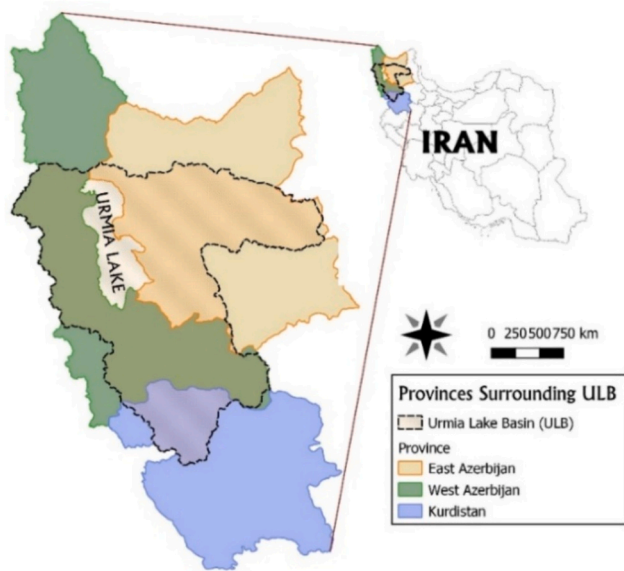 IRAN
URMIA LAKE
0 250500750 km
Provinces Surrounding ULB
Urmia Lake Basin (ULB)
Province
East Azerbijan
West Azerbijan
Kurdistan